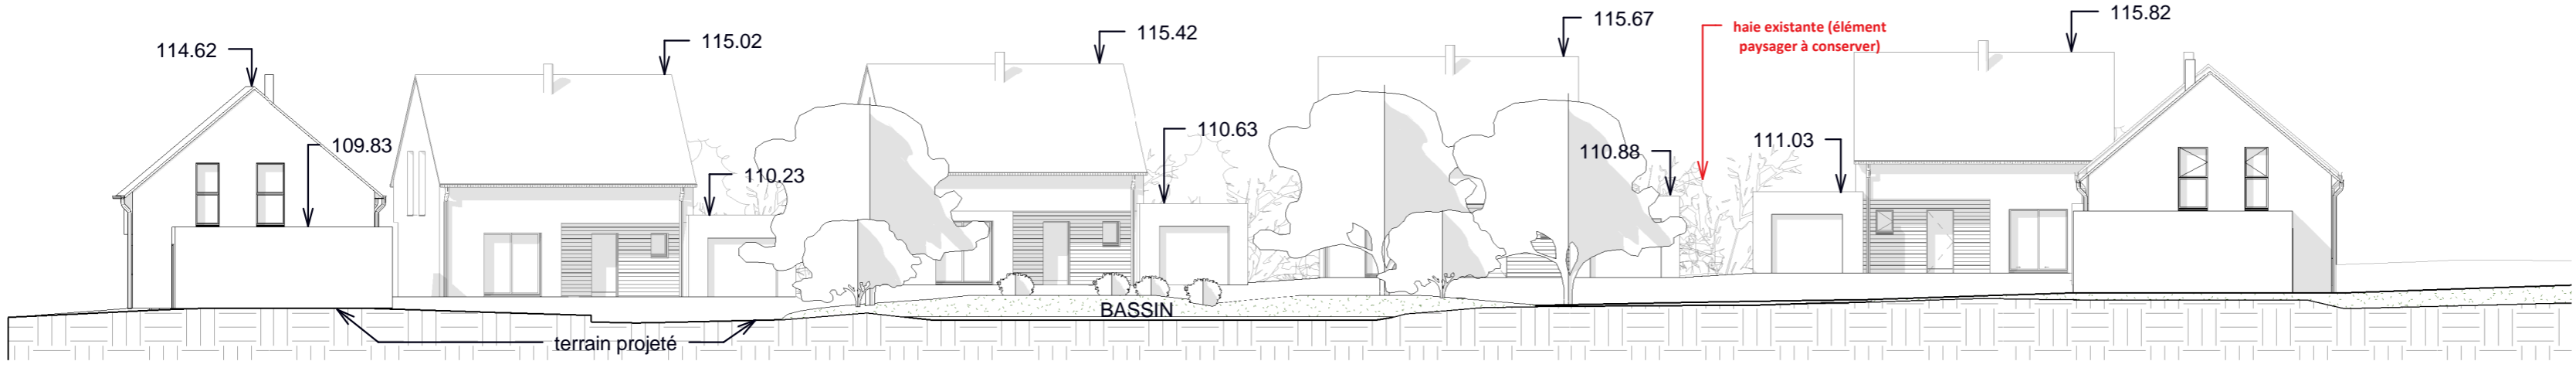 114.62
109.83
115.02
110.23
115.42
110.63
115.67
110.88
haie existante (élément
paysager à conserver)
111.03
115.82
BASSIN
terrain projeté